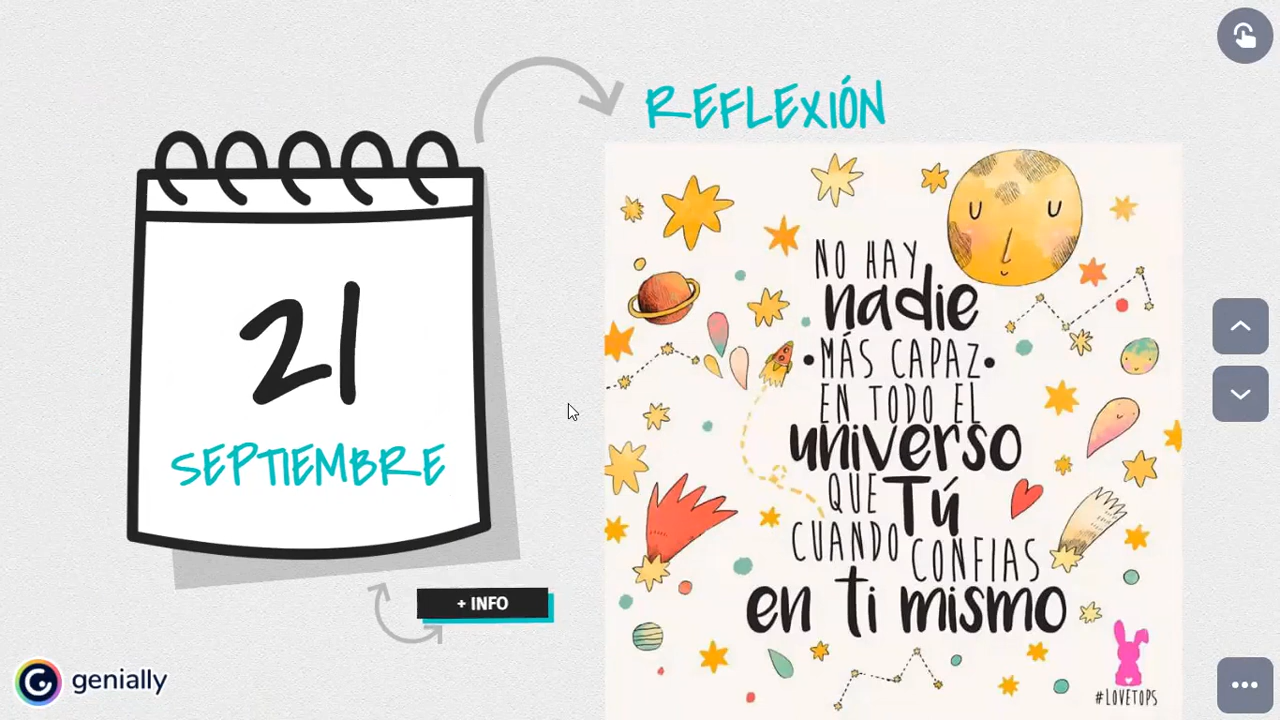 REFLEXIÓN
21
SEPTIEMBRE
+ INFO
genially
NO HAY
nadie
•MÁS CAPAZ•
EN TODO EL
universo
QUE Tú
CUANDO CONFIAS
en ti mismo
#LOVETOPS